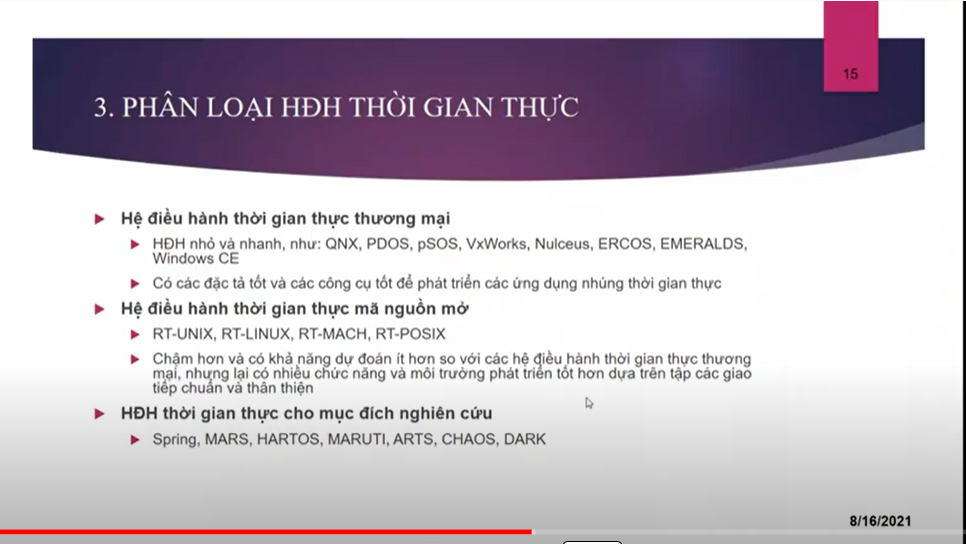 15
3. PHÂN LOẠI HĐH THỜI GIAN THỰC
Hệ điều hành thời gian thực thương mại
HĐH nhỏ và nhanh, như: QNX, PDOS, pSOS, VxWorks, Nulceus, ERCOS, EMERALDS,
Windows CE
Có các đặc tả tốt và các công cụ tốt để phát triển các ứng dụng nhúng thời gian thực
Hệ điều hành thời gian thực mã nguồn mở
RT-UNIX, RT-LINUX, RT-MACH, RT-POSIX
Chậm hơn và có khả năng dự đoán ít hơn so với các hệ điều hành thời gian thực thương
mại, nhưng lại có nhiều chức năng và môi trường phát triển tốt hơn dựa trên tập các giao
tiếp chuẩn và thân thiện
HĐH thời gian thực cho mục đích nghiên cứu
Spring, MARS, HARTOS, MARUTI, ARTS, CHAOS, DARK
8/16/2021